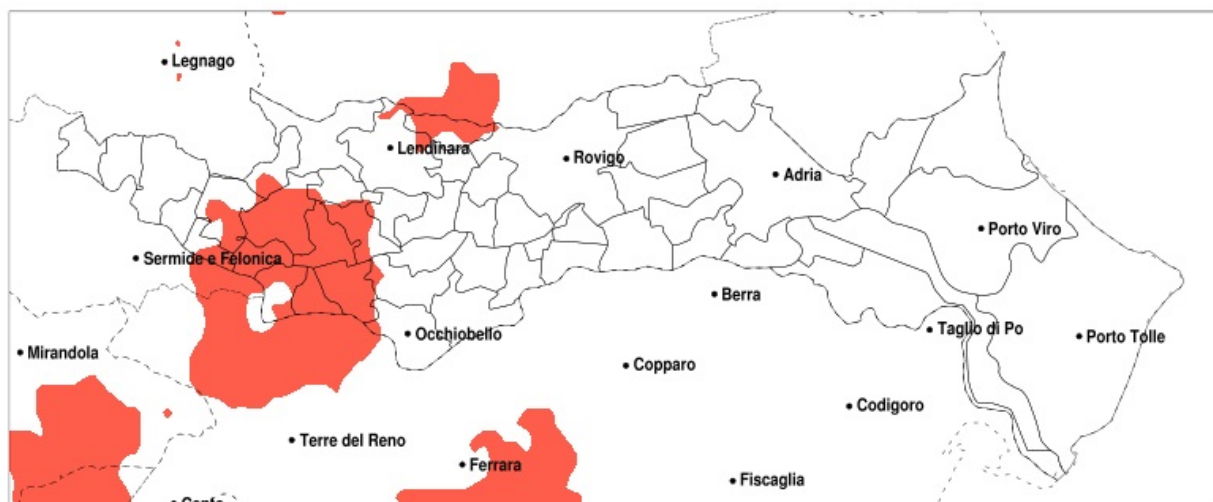 Legnago
Lendinara
Rovigo
Adria
Porto Viro
Sermide e Felonica
Berra
Occhiobello
Taglio di Po
Porto Tolle
Mirandola
Copparo
Codigoro
Terre del Reno
Ferrara
Fiscaglia